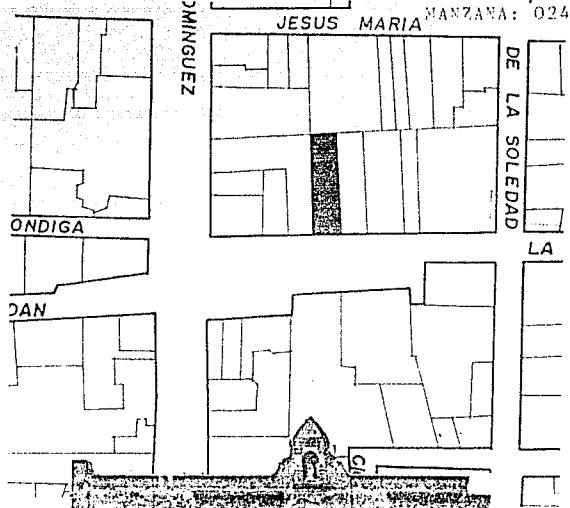 MANZANA: 024
JESUS MARIA
OMINGUEZ
DE LA SOLEDAD
ONDIGA
LA
DAN